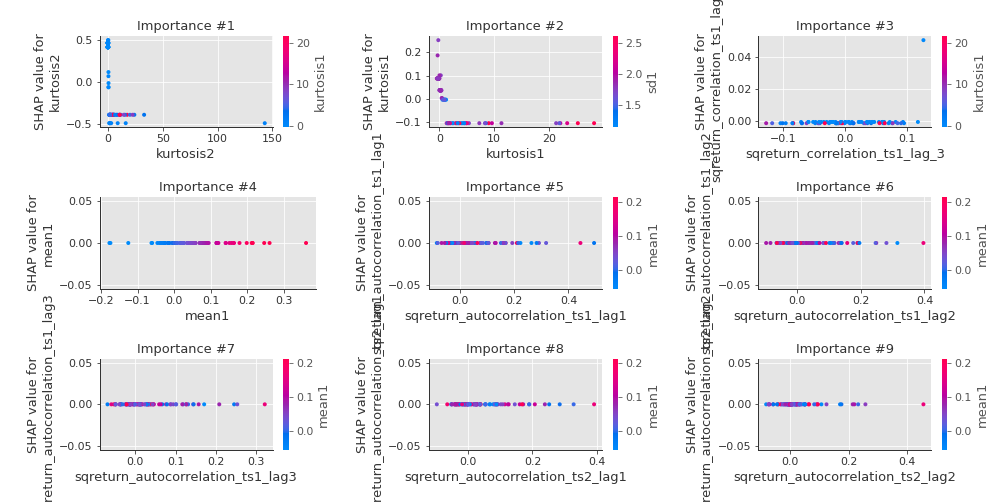 Importance #1
SHAP value for
kurtosis2
0.5
0.0
−0.5
0
50
100
150
kurtosis2
20
10
0
kurtosis1
Importance #2
SHAP value for
kurtosis1
0.2
0.1
0.0
−0.1
0
10
20
kurtosis1
2.5
2.0
1.5
sd1
Importance #3
SHAP value for
sqreturn_correlation_ts1_lag_3
0.04
0.02
0.00
−0.1
0.0
0.1
sqreturn_correlation_ts1_lag_3
20
10
0
kurtosis1
Importance #4
SHAP value for
mean1
0.05
0.00
−0.05
−0.2
−0.1
0.0
0.1
0.2
0.3
mean1
Importance #5
SHAP value for
sqreturn_autocorrelation_ts1_lag1
0.05
0.00
−0.05
0.0
0.2
0.4
sqreturn_autocorrelation_ts1_lag1
0.2
0.1
0.0
mean1
Importance #6
SHAP value for
sqreturn_autocorrelation_ts1_lag2
0.05
0.00
−0.05
0.0
0.2
0.4
sqreturn_autocorrelation_ts1_lag2
0.2
0.1
0.0
mean1
Importance #7
SHAP value for
sqreturn_autocorrelation_ts1_lag3
0.05
0.00
−0.05
0.0
0.1
0.2
0.3
sqreturn_autocorrelation_ts1_lag3
0.2
0.1
0.0
mean1
Importance #8
SHAP value for
sqreturn_autocorrelation_ts2_lag1
0.05
0.00
−0.05
0.0
0.2
0.4
sqreturn_autocorrelation_ts2_lag1
0.2
0.1
0.0
mean1
Importance #9
SHAP value for
sqreturn_autocorrelation_ts2_lag2
0.05
0.00
−0.05
0.0
0.2
0.4
sqreturn_autocorrelation_ts2_lag2
0.2
0.1
0.0
mean1